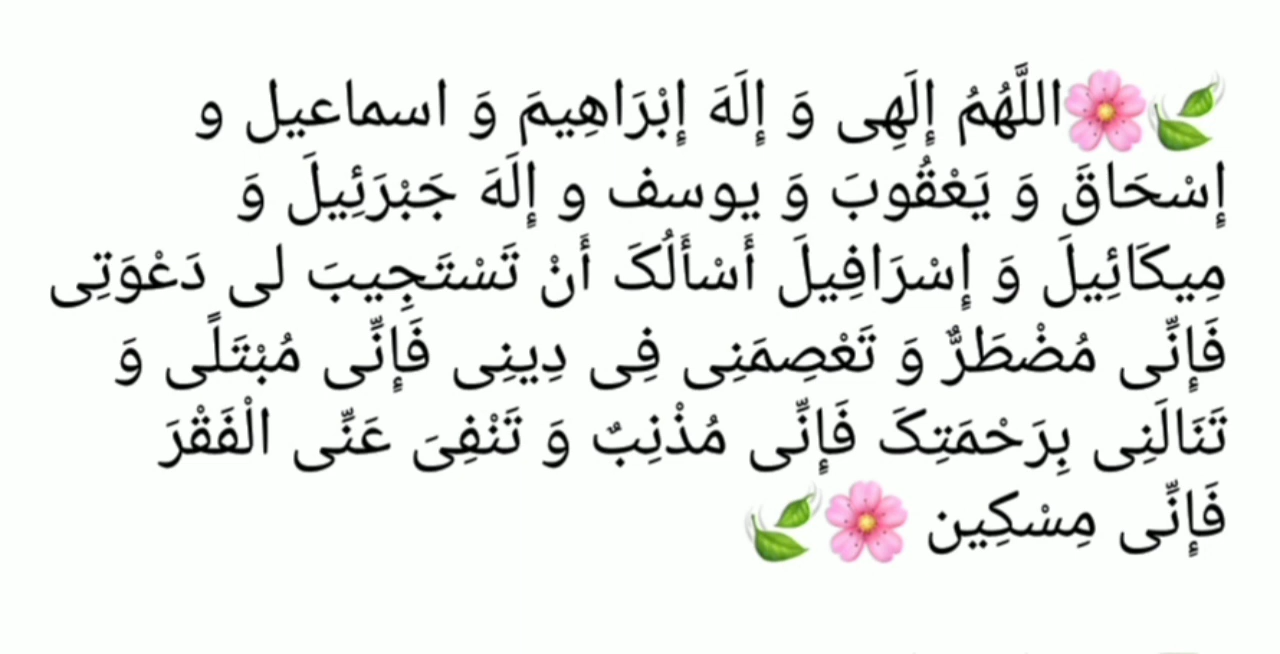 🍃🌸اللَّهُمُ إِلَهِی وَ إِلَهَ إِبْرَاهِیمَ وَ اسماعیل و
إِسْحَاقَ وَ یَعْقُوبَ وَ یوسف و إِلَهَ جَبْرَئِیلَ وَ
مِیکَائِیلَ وَ إِسْرَافِیلَ أَسْأَلُکَ أَنْ تَسْتَجِیبَ لی دَعْوَتِی
فَإِنِّی مُضْطَرٌّ وَ تَعْصِمَنِی فِی دِینِی فَإِنِّی مُبْتَلًی وَ
تَنَالَنِی بِرَحْمَتِکَ فَإِنِّی مُذْنِبٌ وَ تَنْفِیَ عَنِّی الْفَقْرَ
فَإِنِّی مِسْکِین 🌸🍃